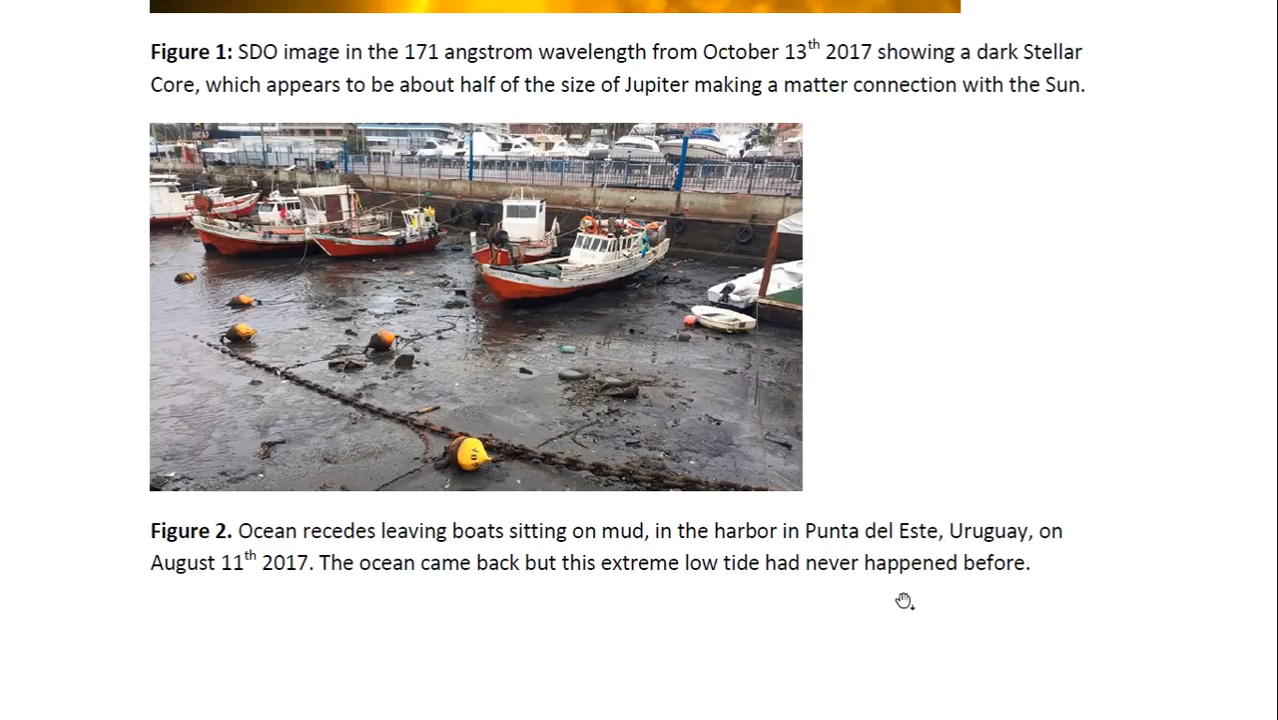 Figure 1: SDO image in the 171 angstrom wavelength from October 13th 2017 showing a dark Stellar
Core, which appears to be about half of the size of Jupiter making a matter connection with the Sun.
Figure 2. Ocean recedes leaving boats sitting on mud, in the harbor in Punta del Este, Uruguay, on
August 11th 2017. The ocean came back but this extreme low tide had never happened before.